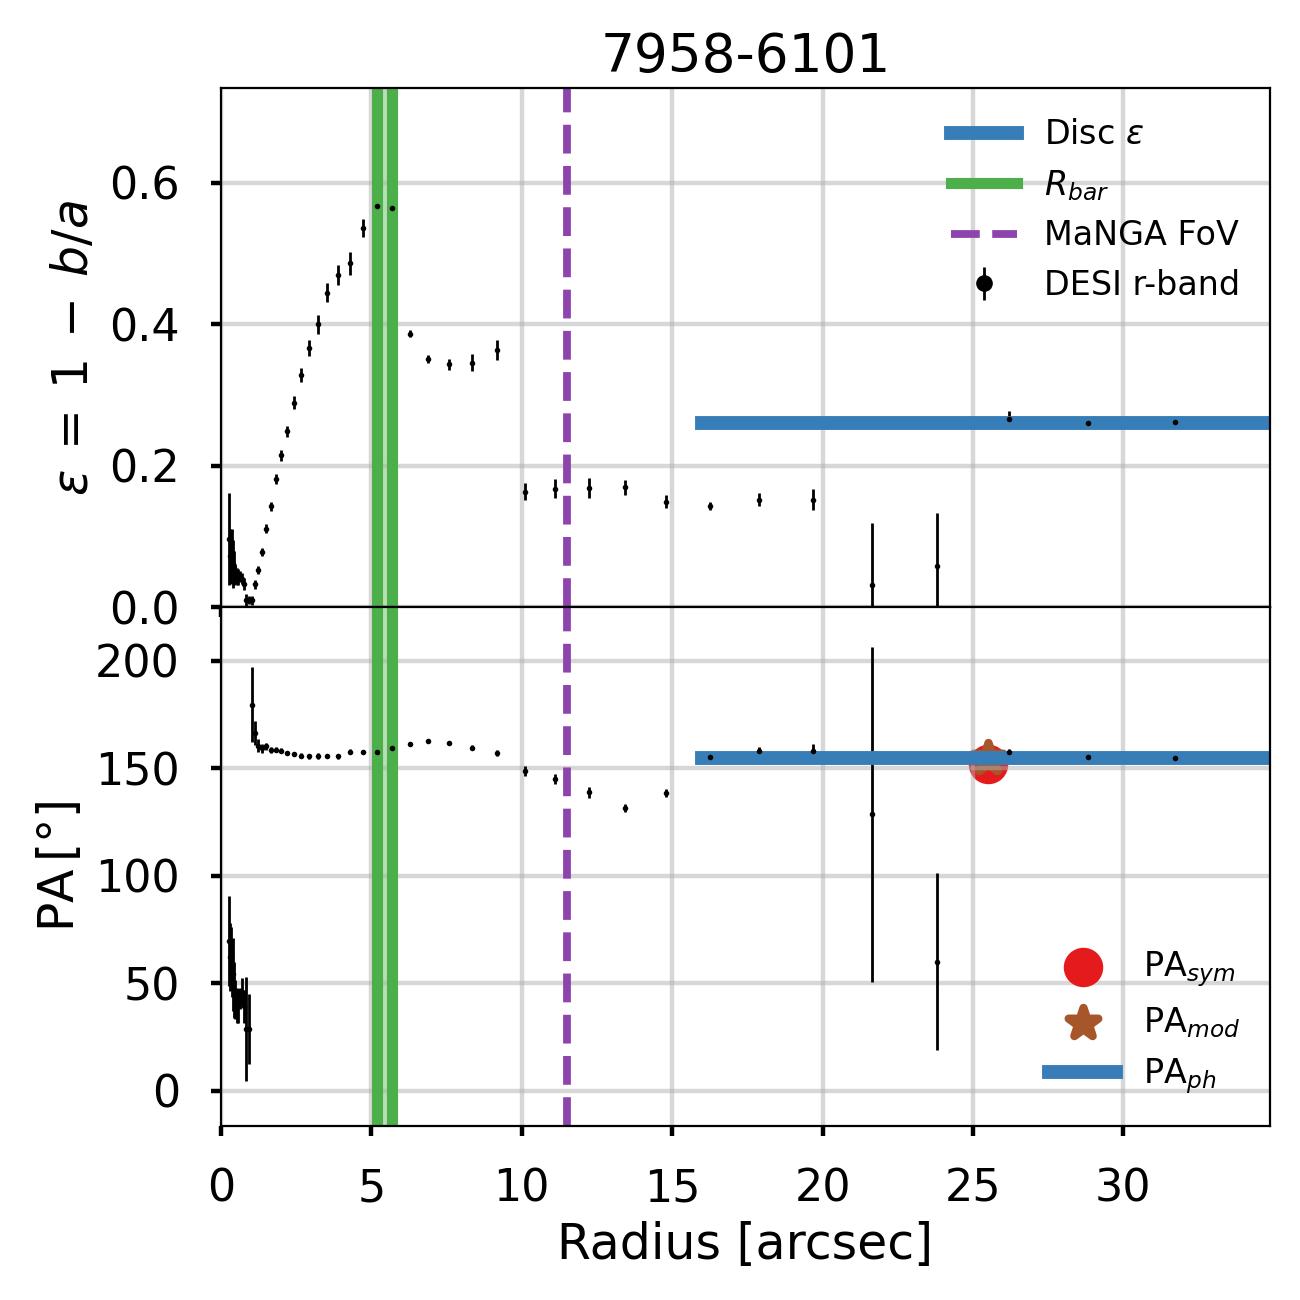 7958-6101
ε = 1 − b/a
0.6
0.4
0.2
0.0
Disc ε
R_bar
MaNGA FoV
DESI r-band
PA [°]
200
150
100
50
0
PA_sym
PA_mod
PA_ph
0 5 10 15 20 25 30
Radius [arcsec]